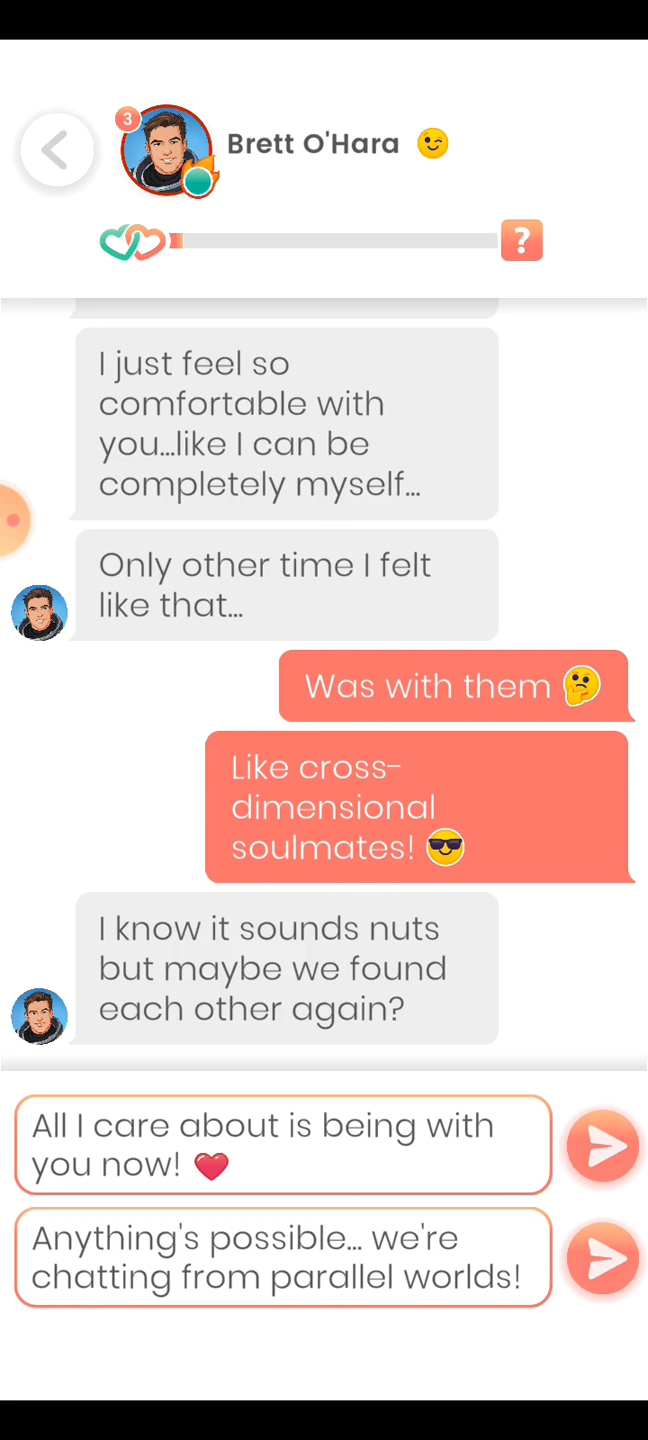 3
Brett O'Hara 😉
?
I just feel so
comfortable with
you...like I can be
completely myself...
Only other time I felt
like that...
Was with them 🤔
Like cross-
dimensional
soulmates! 😎
I know it sounds nuts
but maybe we found
each other again?
All I care about is being with
you now! ❤️
Anything's possible... we're
chatting from parallel worlds!